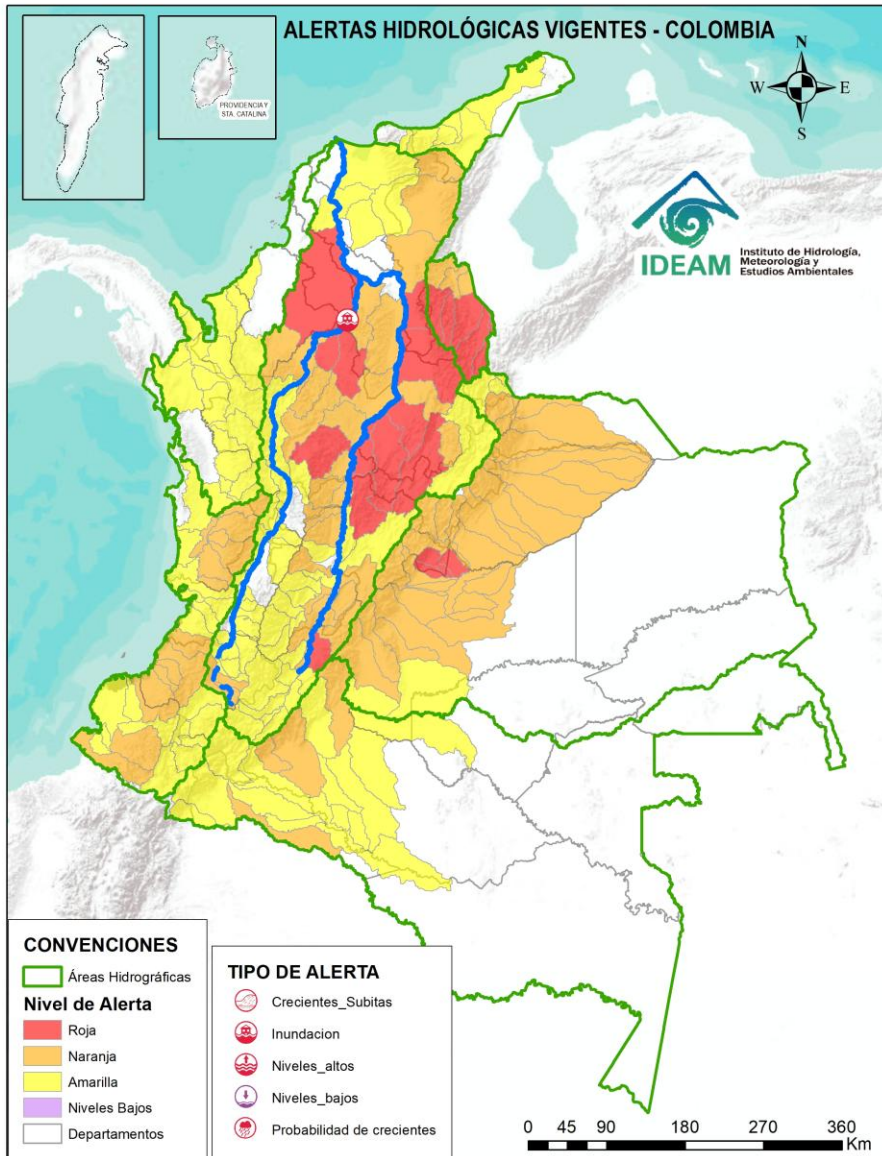 ALERTAS HIDROLÓGICAS VIGENTES - COLOMBIA
PROVIDENCIA Y
STA. CATALINA
N
W
E
S
IDEAM
Instituto de Hidrología,
Meteorología y
Estudios Ambientales
CONVENCIONES
Áreas Hidrográficas
Nivel de Alerta
Roja
Naranja
Amarilla
Niveles Bajos
Departamentos
TIPO DE ALERTA
Crecientes_Subitas
Inundacion
Niveles_altos
Niveles_bajos
Probabilidad de crecientes
0 45 90 180 270 360
Km